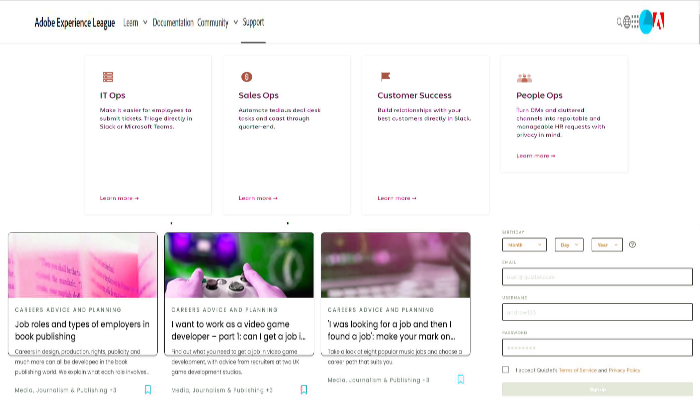 Adobe Experience League
Learn
Documentation
Community
Support
IT Ops
Make it easier for employees to
submit tickets. Triage directly in
Slack or Microsoft Teams.
Learn more →
Sales Ops
Automate tedious deal desk
tasks and coast through
quarter-end.
Learn more →
Customer Success
Build relationships with your
best customers directly in Slack.
Learn more →
People Ops
Turn DMs and cluttered
channels into reportable and
manageable HR requests with
privacy in mind.
Learn more →
CAREERS ADVICE AND PLANNING
Job roles and types of employers in
book publishing
Careers in design, production, rights, publicity and
much more can all be developed in the book
publishing world. We explain what each role involves.
Media, Journalism & Publishing +3
CAREERS ADVICE AND PLANNING
I want to work as a video game
developer – part 1: can I get a job i...
Find out what you need to get a job in video game
development, with advice from recruiters at two UK
game development studios.
Media, Journalism & Publishing +3
CAREERS ADVICE AND PLANNING
'I was looking for a job and then I
found a job': make your mark on...
Take a look at eight popular music jobs and choose a
career path that suits you.
Media, Journalism & Publishing +3
BIRTHDAY
Month
Day
Year
EMAIL
USERNAME
PASSWORD
I accept Quizlet's Terms of Service and Privacy Policy